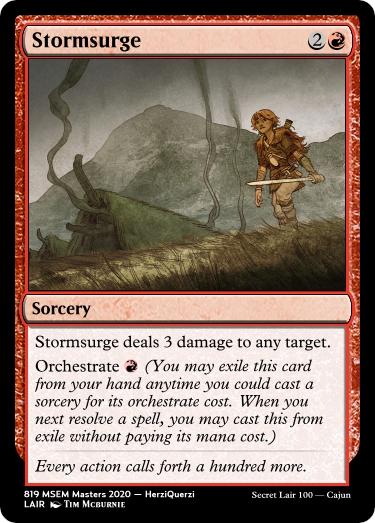 Stormsurge 2
Sorcery
Stormsurge deals 3 damage to any target.
Orchestrate (You may exile this card
from your hand anytime you could cast a
sorcery for its orchestrate cost. When you
next resolve a spell, you may cast this from
exile without paying its mana cost.)
Every action calls forth a hundred more.
819 MSEM Masters 2020 — HerziQuerzi Secret Lair 100 — Cajun
LAIR Tim McBurnie